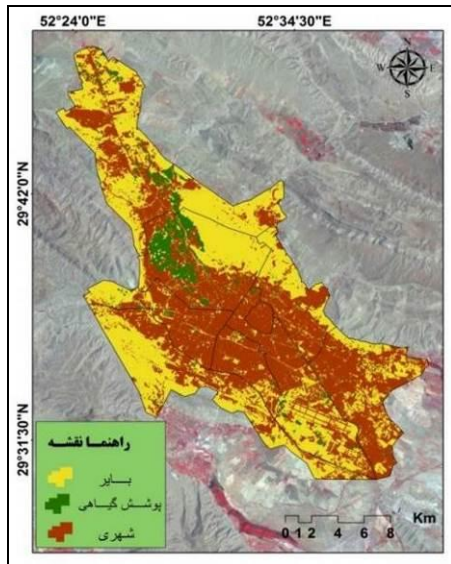 52°24'0"E 52°34'30"E
N
W E
S
29°42'0"N
29°31'30"N
راهنما نقشه
بایر
پوشش گیاهی
شهری
Km
0 1 2 4 6 8